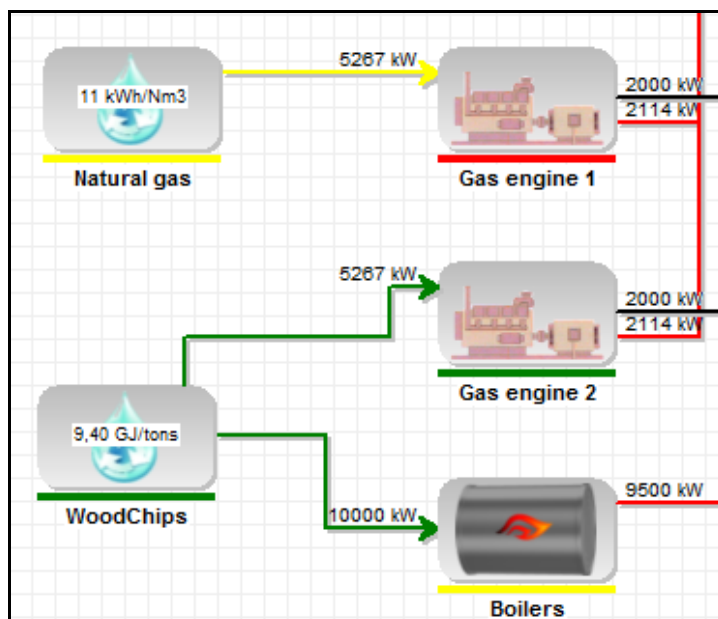 5267 kW
11 kWh/Nm3
2000 kW
2114 kW
Natural gas
Gas engine 1
5267 kW
2000 kW
2114 kW
Gas engine 2
9,40 GJ/tons
9500 kW
WoodChips
10000 kW
Boilers